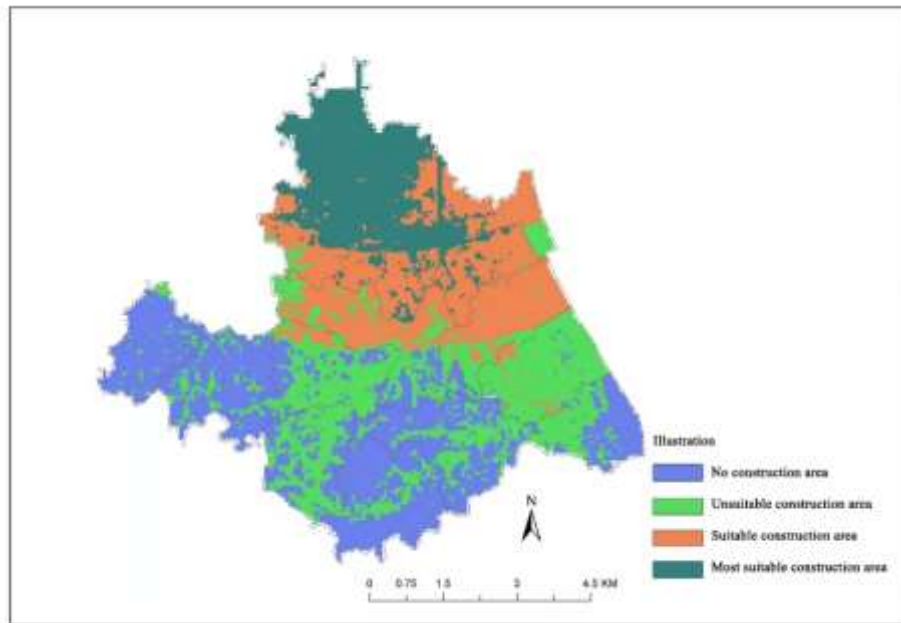 Illustration
No construction area
Unsuitable construction area
Suitable construction area
Most suitable construction area
N
0 0.75 1.5 3 4.5 KM